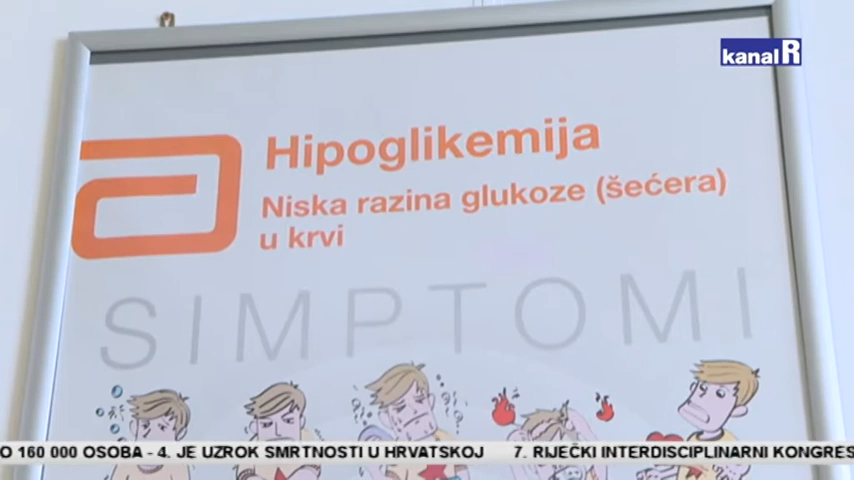 kanal R
Hipoglikemija
Niska razina glukoze (šećera)
u krvi
SIMPTOMI
O 160 000 OSOBA - 4. JE UZROK SMRTNOSTI U HRVATSKOJ 7. RIJEČKI INTERDISCIPLINARNI KONGRES